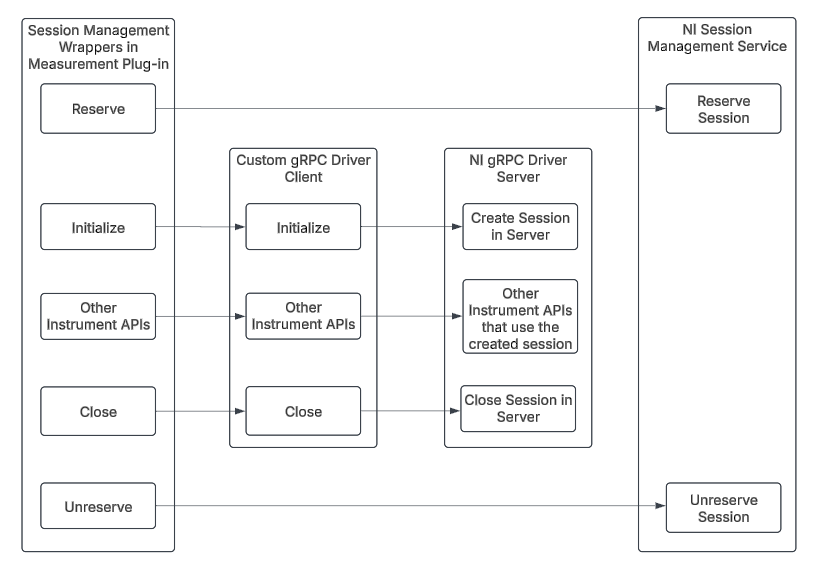 Session Management
Wrappers in
Measurement Plug-in
NI Session
Management Service
Reserve
Reserve
Session
Custom gRPC Driver
Client
NI gRPC Driver
Server
Initialize
Initialize
Create Session
in Server
Other
Instrument APIs
Other
Instrument APIs
Other
Instrument APIs
that use the
created session
Close
Close
Close Session in
Server
Unreserve
Unreserve
Session